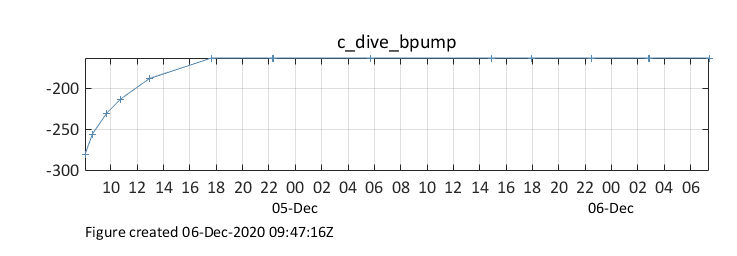 c_dive_bpump
-200
-250
-300
10 12 14 16 18 20 22 00 02 04 06 08 10 12 14 16 18 20 22 00 02 04 06
05-Dec 06-Dec
Figure created 06-Dec-2020 09:47:16Z